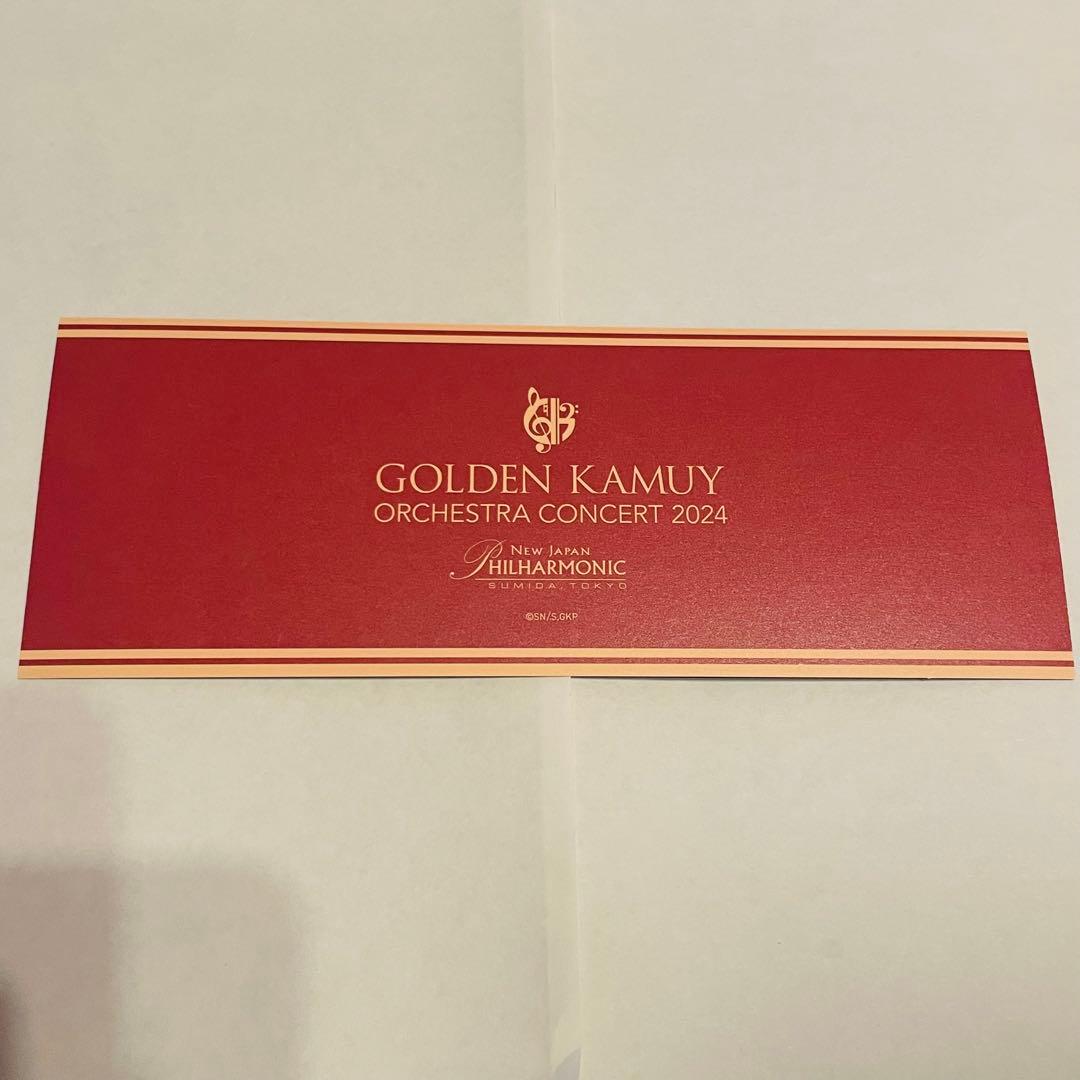 GOLDEN KAMUY
ORCHESTRA CONCERT 2024
NEW JAPAN
PHILHARMONIC
SUMIDA, TOKYO
©SN/S,GKP